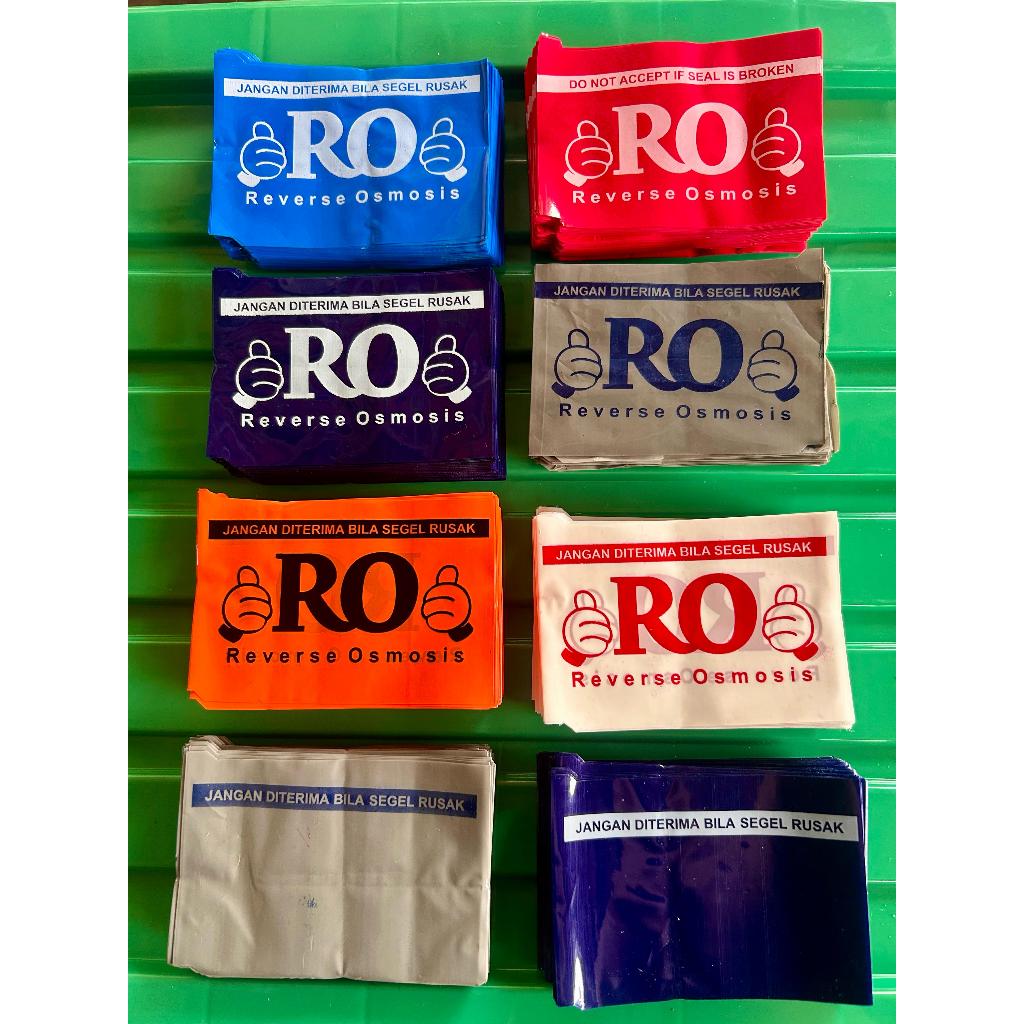 JANGAN DITERIMA BILA SEGEL RUSAK
RO
Reverse Osmosis
DO NOT ACCEPT IF SEAL IS BROKEN
RO
Reverse Osmosis
JANGAN DITERIMA BILA SEGEL RUSAK
RO
Reverse Osmosis
JANGAN DITERIMA BILA SEGEL RUSAK
RO
Reverse Osmosis
JANGAN DITERIMA BILA SEGEL RUSAK
RO
Reverse Osmosis
JANGAN DITERIMA BILA SEGEL RUSAK
RO
Reverse Osmosis
JANGAN DITERIMA BILA SEGEL RUSAK
JANGAN DITERIMA BILA SEGEL RUSAK